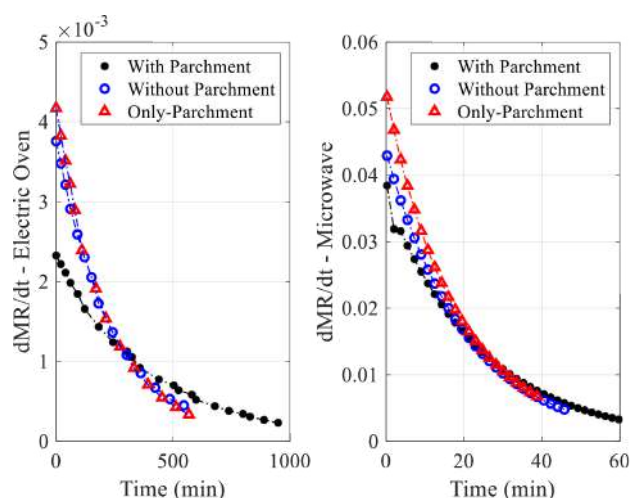 ×10⁻³
5
4
3
2
1
0
0
500
1000
dMR/dt - Electric Oven
Time (min)
With Parchment
Without Parchment
Only-Parchment
0.06
0.05
0.04
0.03
0.02
0.01
0
0
20
40
60
dMR/dt - Microwave
Time (min)
With Parchment
Without Parchment
Only-Parchment